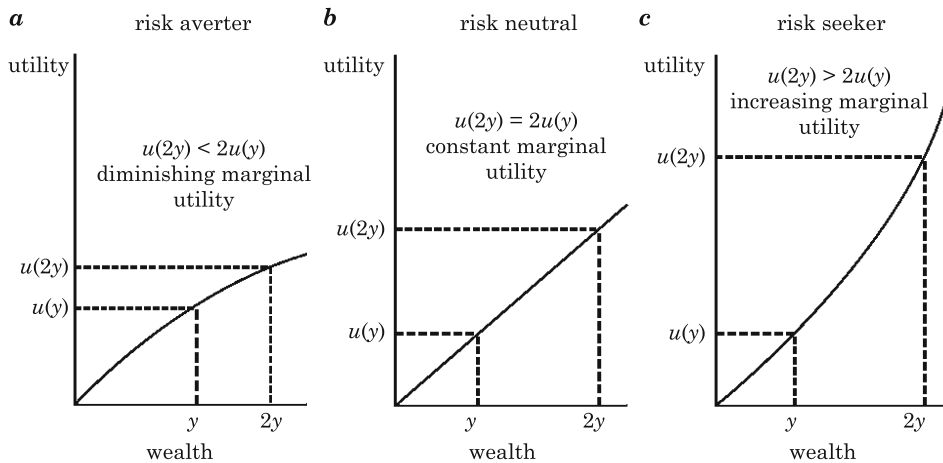 a
risk averter
utility
u(2y) < 2u(y)
diminishing marginal
utility
u(2y)
u(y)
y
2y
wealth
b
risk neutral
utility
u(2y) = 2u(y)
constant marginal
utility
u(2y)
u(y)
y
2y
wealth
c
risk seeker
utility
u(2y) > 2u(y)
increasing marginal
utility
u(2y)
u(y)
y
2y
wealth